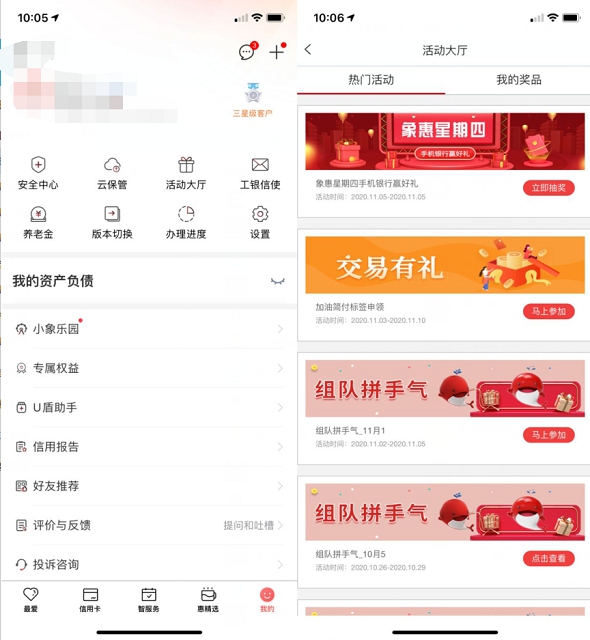 10:05
3
三星级客户
安全中心
云保管
活动大厅
工银信使
养老金
版本切换
办理进度
设置
我的资产负债
小象乐园
专属权益
U盾助手
信用报告
好友推荐
评价与反馈
提问和吐槽
投诉咨询
最爱
信用卡
智服务
惠精选
我的
10:06
活动大厅
热门活动
我的奖品
象惠星期四
手机银行赢好礼
象惠星期四手机银行赢好礼
活动时间：2020.11.05-2020.11.05
立即抽奖
交易有礼
加油简付标签申领
活动时间：2020.11.03-2020.11.10
马上参加
组队拼手气
组队拼手气_11月1
活动时间：2020.11.02-2020.11.05
马上参加
组队拼手气
组队拼手气_10月5
活动时间：2020.10.26-2020.10.29
点击查看